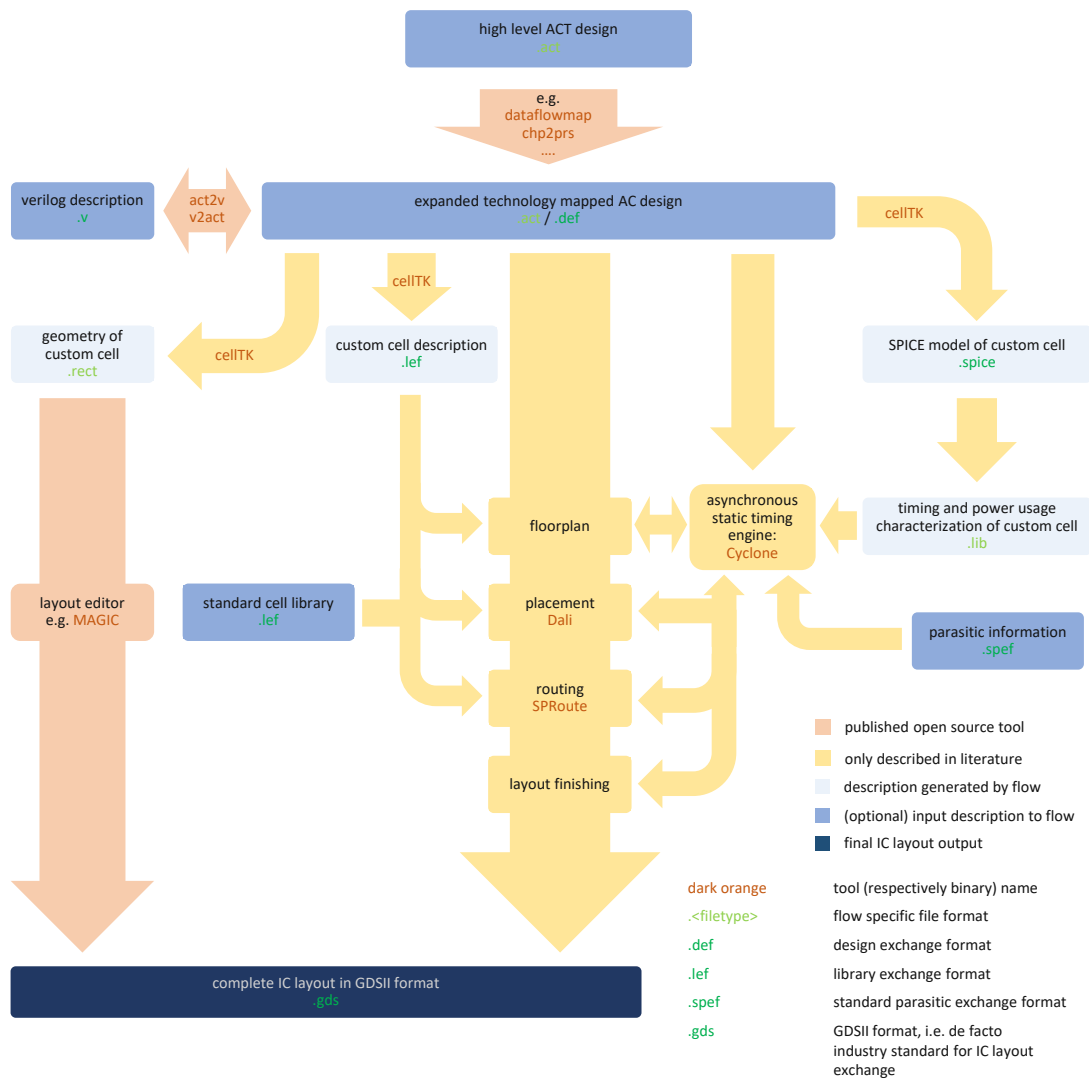 high level ACT design
.act
e.g.
dataflowmap
chp2prs
....
verilog description
.v
act2v
v2act
expanded technology mapped AC design
.act / .def
cellTK
cellTK
cellTK
geometry of
custom cell
.rect
custom cell description
.lef
SPICE model of custom cell
.spice
floorplan
asynchronous
static timing
engine:
Cyclone
timing and power usage
characterization of custom cell
.lib
layout editor
e.g. MAGIC
standard cell library
.lef
placement
Dali
parasitic information
.spef
routing
SPRoute
layout finishing
published open source tool
only described in literature
description generated by flow
(optional) input description to flow
final IC layout output
dark orange tool (respectively binary) name
.<filetype> flow specific file format
.def design exchange format
.lef library exchange format
.spef standard parasitic exchange format
.gds GDSII format, i.e. de facto
industry standard for IC layout
exchange
complete IC layout in GDSII format
.gds